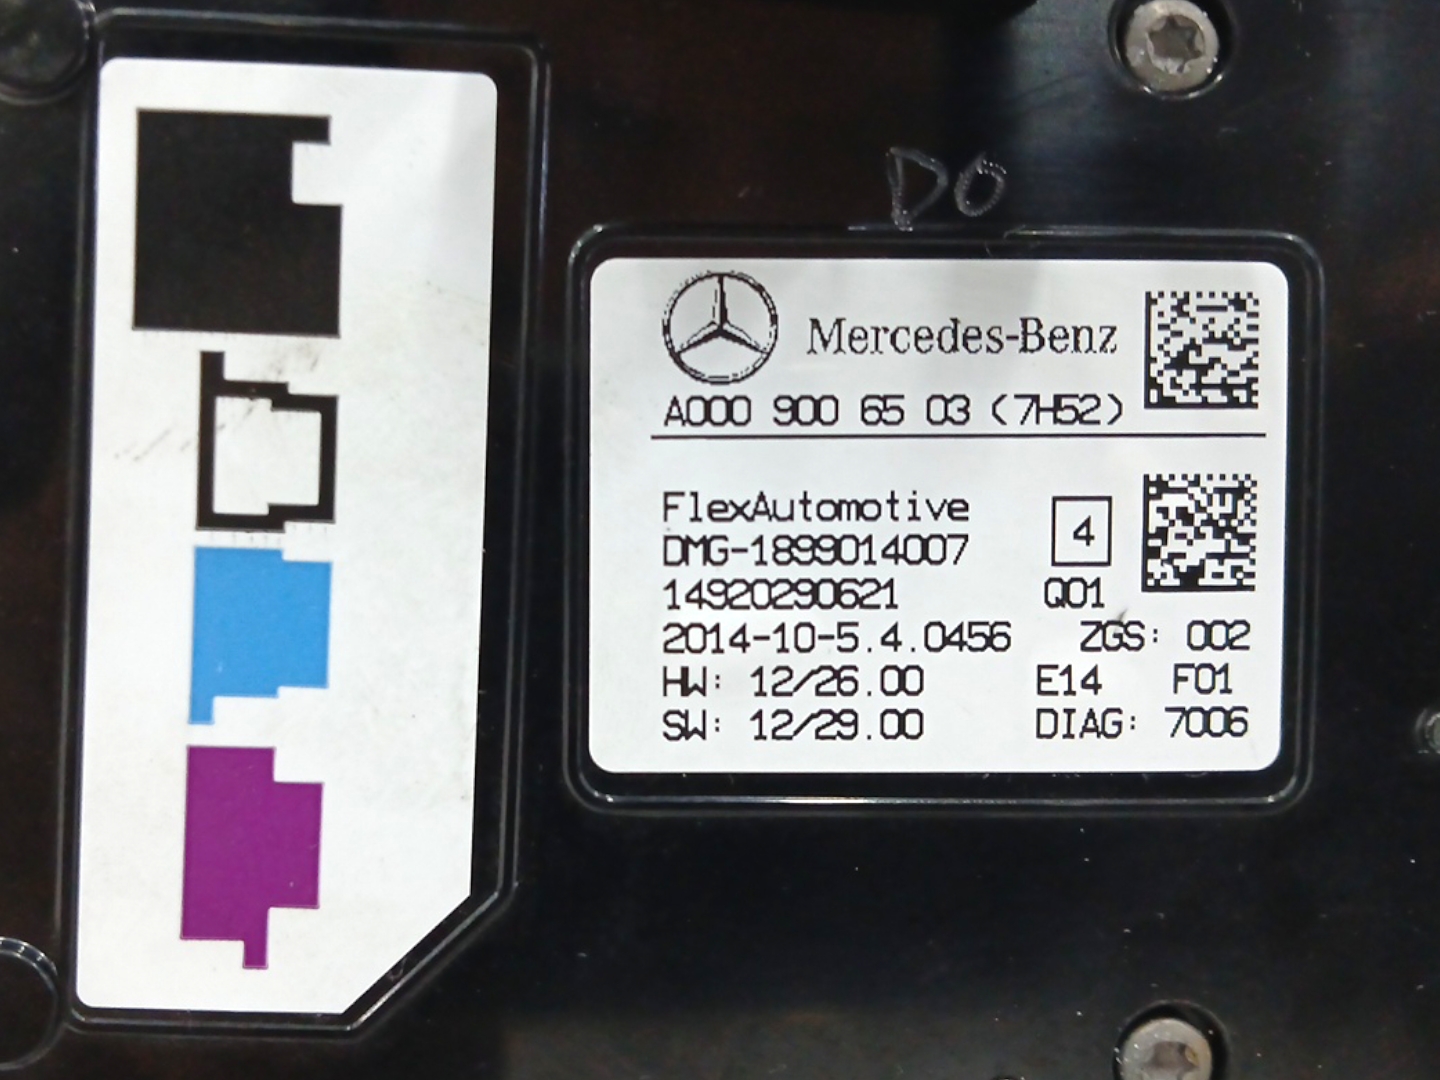 DO
Mercedes-Benz
A000 900 65 03 (7H52)
FlexAutomotive
4
DMG-1899014007
14920290621 Q01
2014-10-5.4.0456 ZGS: 002
HW: 12/26.00 E14 F01
SW: 12/29.00 DIAG: 7006